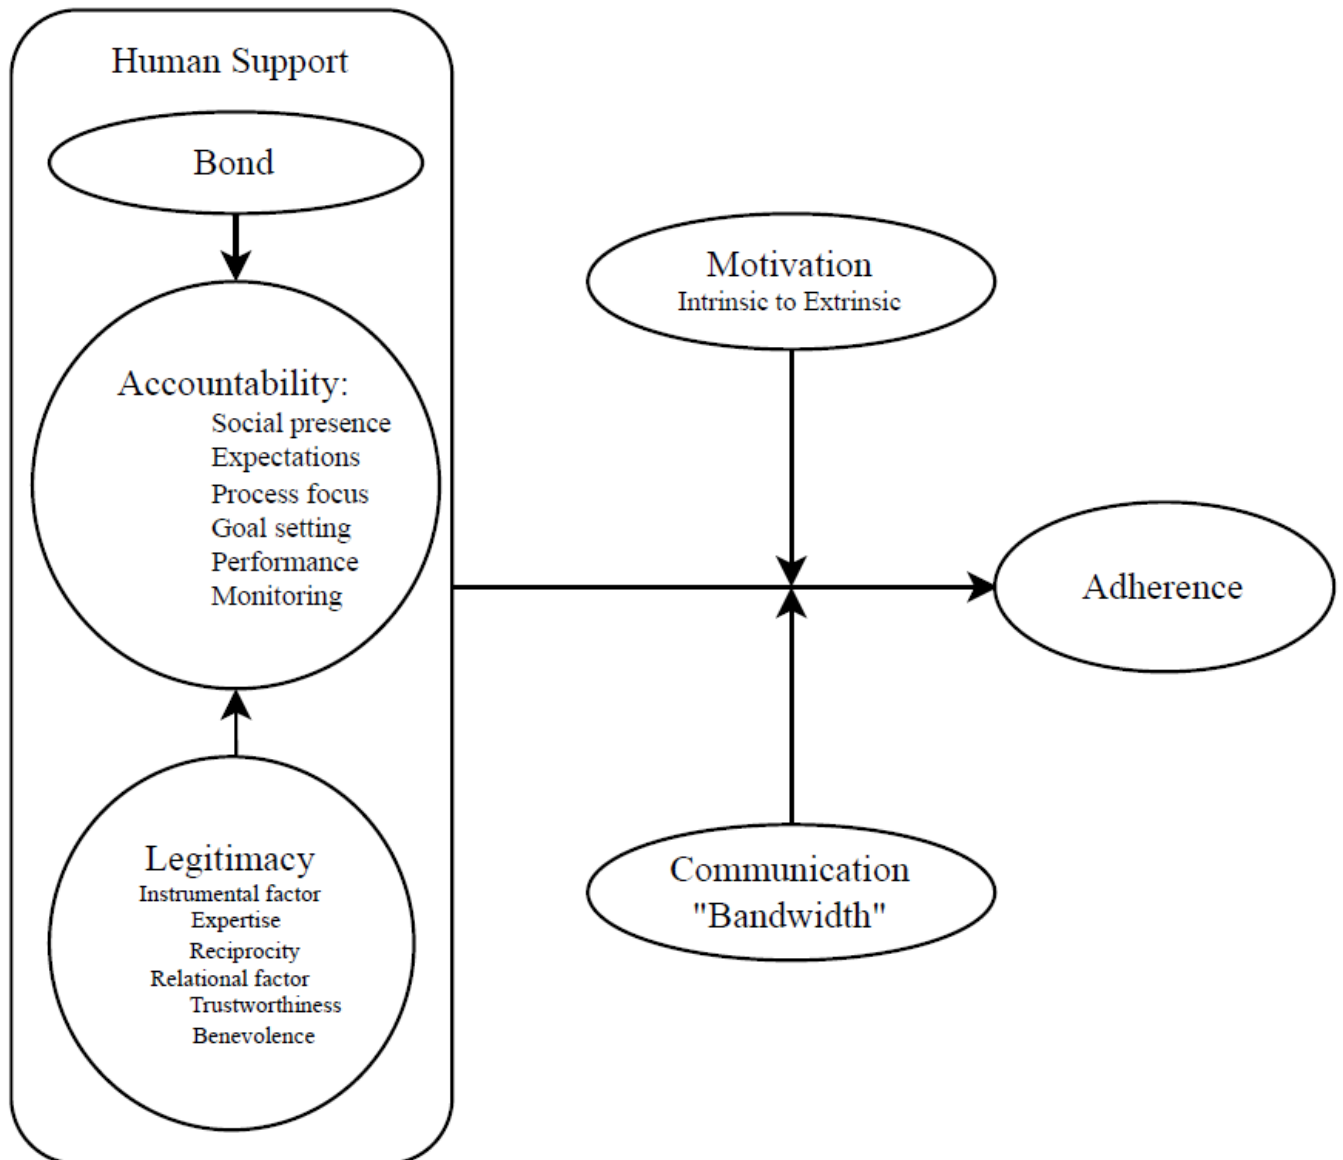 Human Support
Bond
Accountability:
Social presence
Expectations
Process focus
Goal setting
Performance
Monitoring
Legitimacy
Instrumental factor
Expertise
Reciprocity
Relational factor
Trustworthiness
Benevolence
Motivation
Intrinsic to Extrinsic
Communication
"Bandwidth"
Adherence